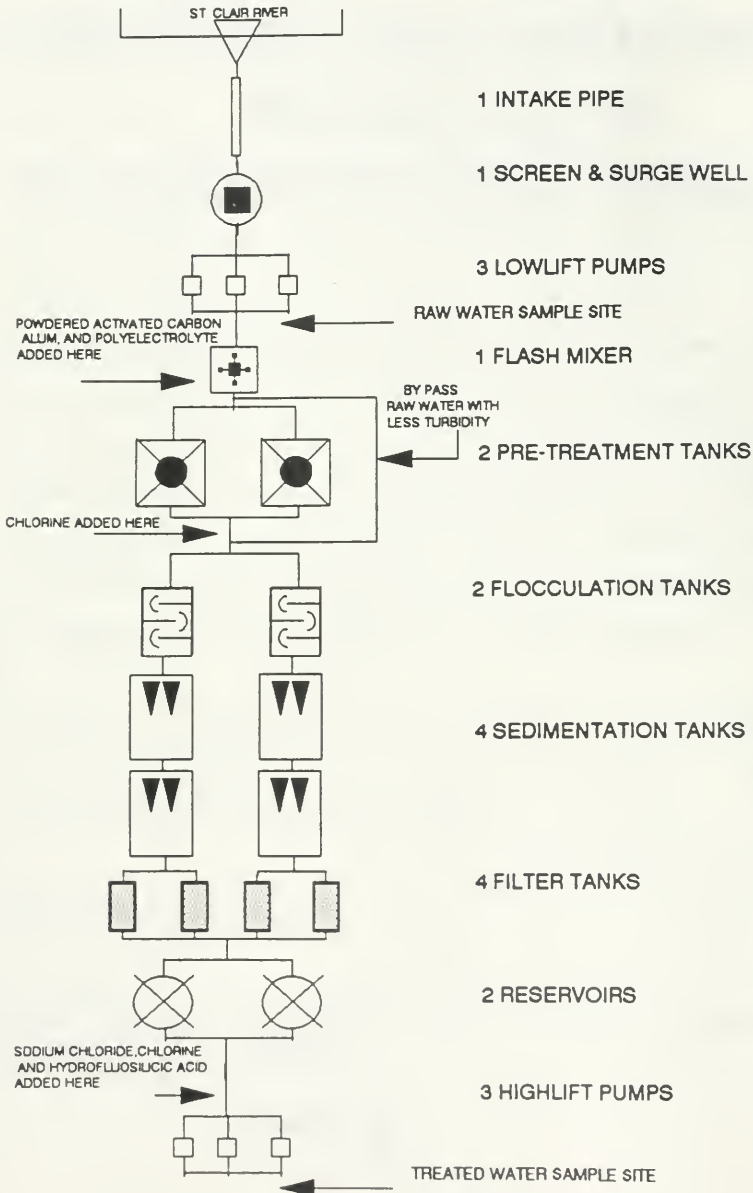 ST CLAIR RIVER
1 INTAKE PIPE
1 SCREEN & SURGE WELL
3 LOWLIFT PUMPS
RAW WATER SAMPLE SITE
POWDERED ACTIVATED CARBON
ALUM, AND POLYELECTROLYTE
ADDED HERE
1 FLASH MIXER
BY PASS
RAW WATER WITH
LESS TURBIDITY
2 PRE-TREATMENT TANKS
CHLORINE ADDED HERE
2 FLOCCULATION TANKS
4 SEDIMENTATION TANKS
4 FILTER TANKS
2 RESERVOIRS
SODIUM CHLORIDE,CHLORINE
AND HYDROFLUOSILICIC ACID
ADDED HERE
3 HIGHLIFT PUMPS
TREATED WATER SAMPLE SITE